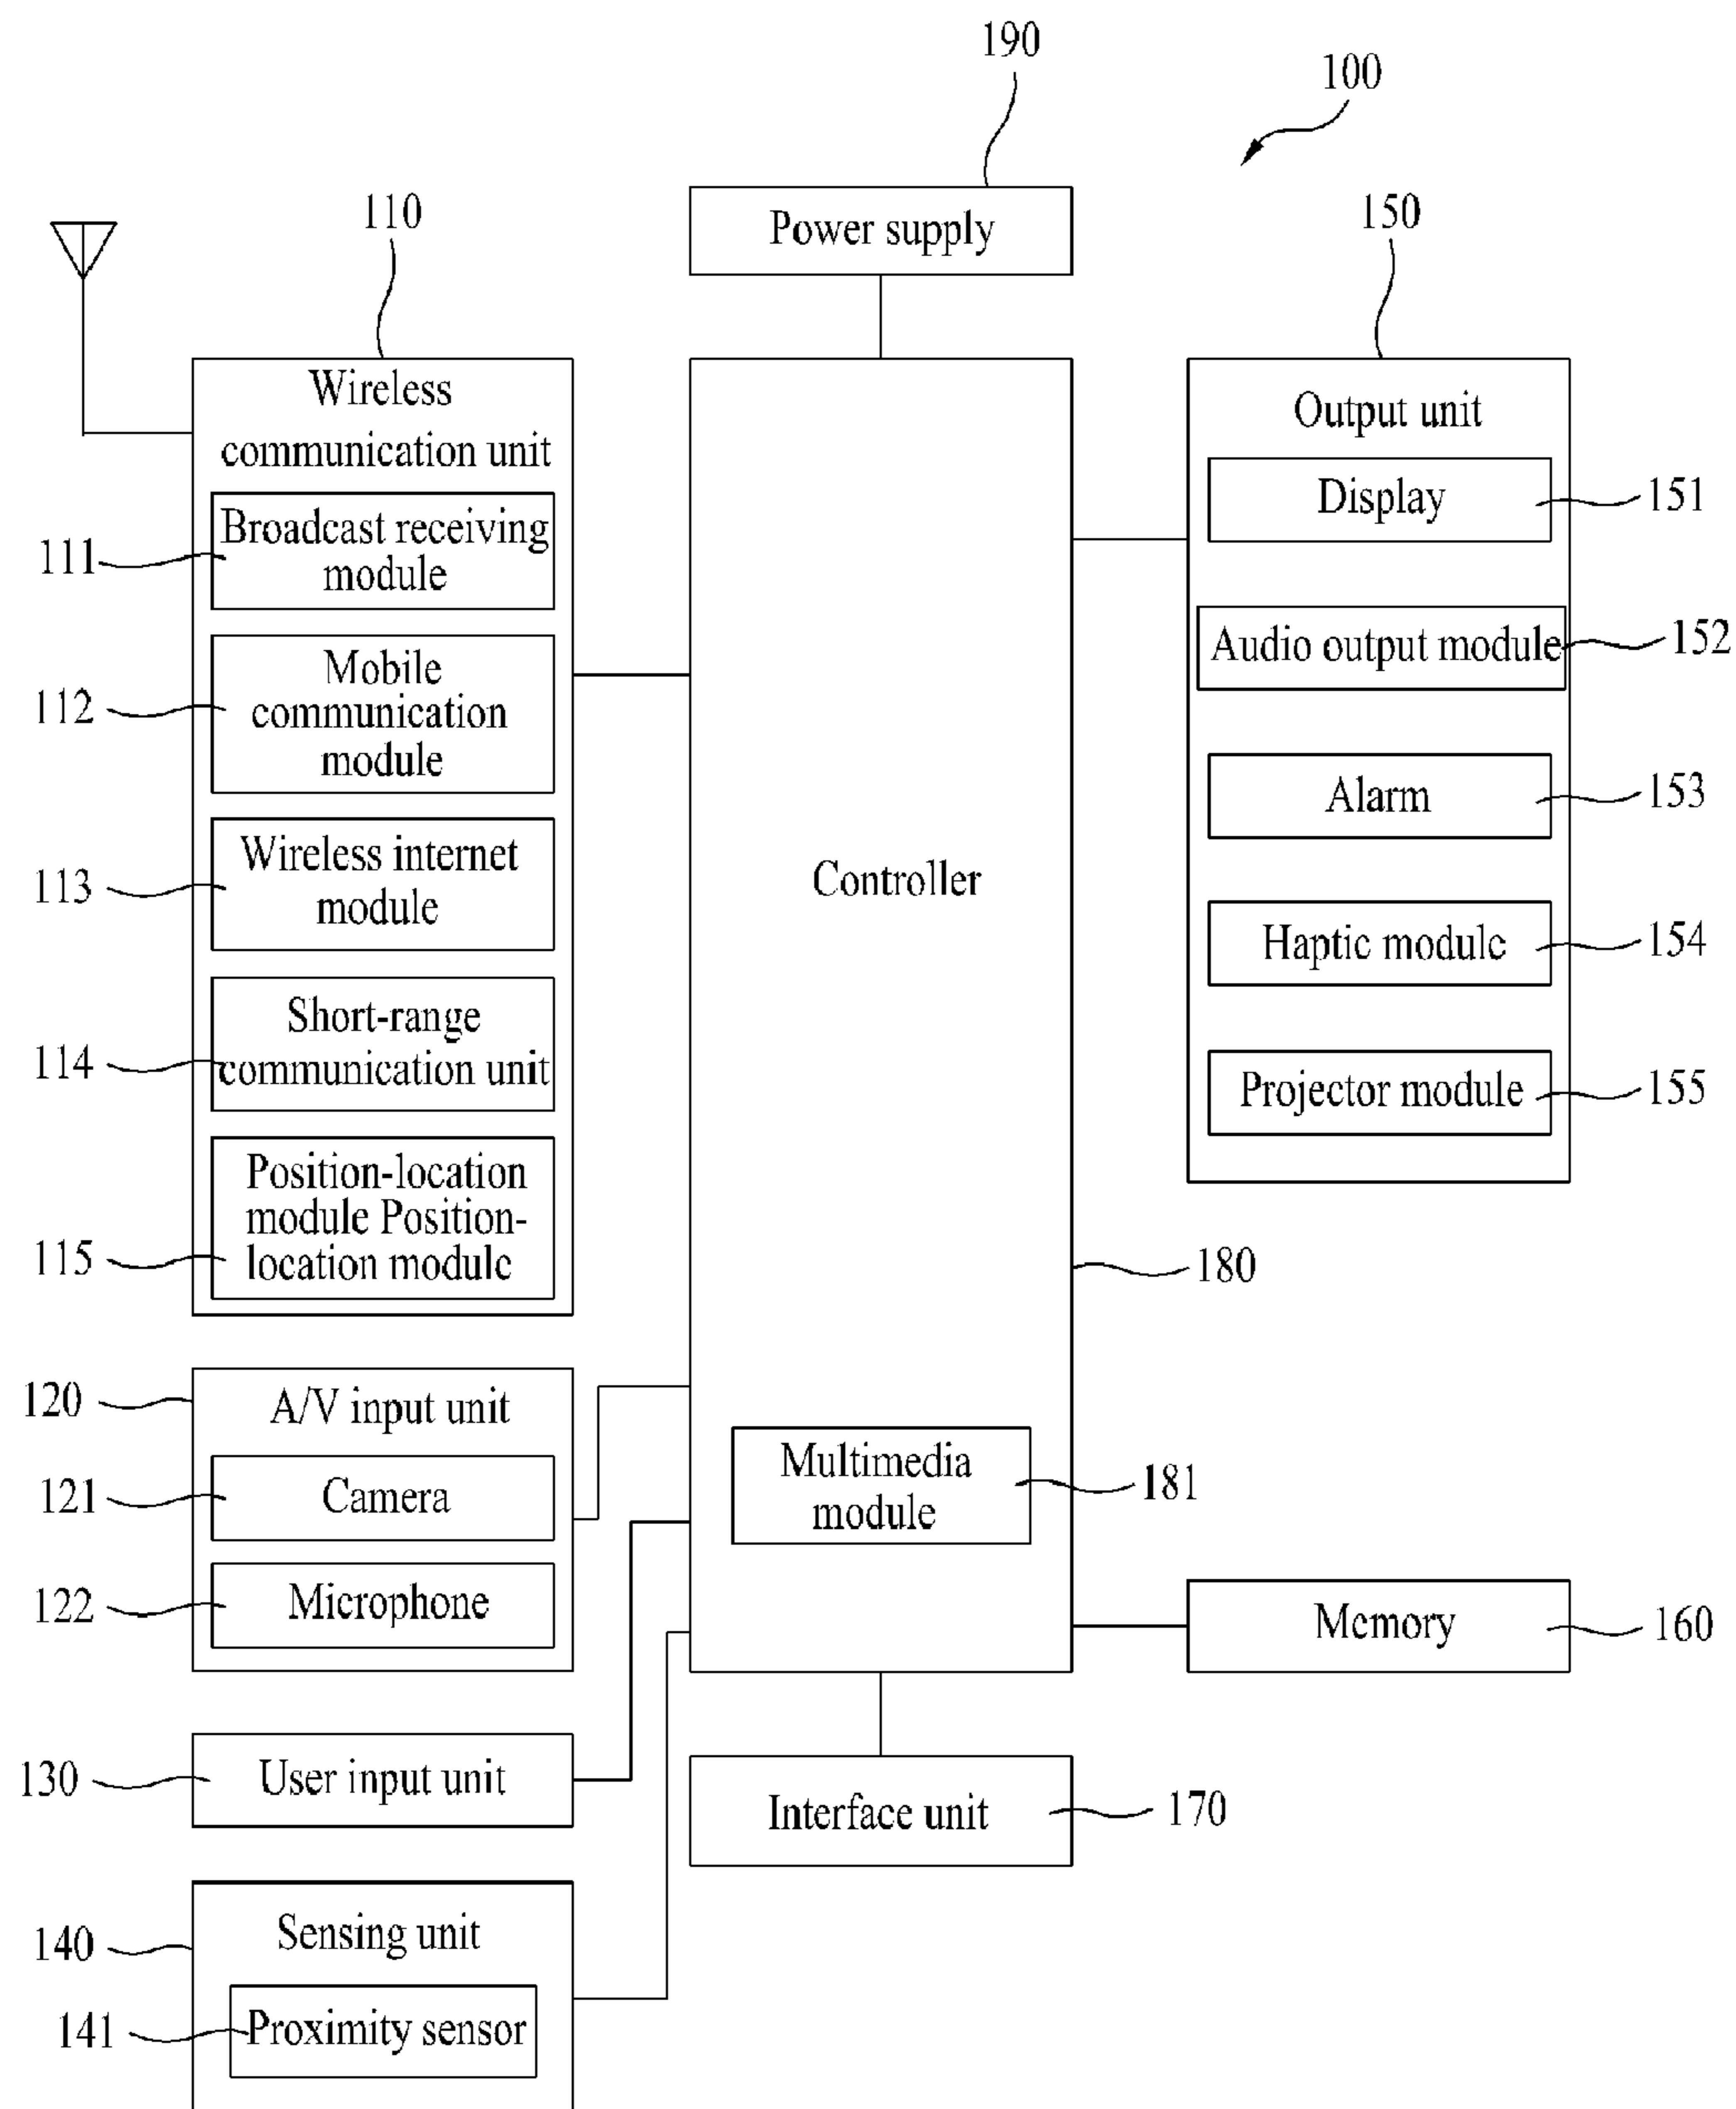 190
100
Power supply
110
Wireless
communication unit
111
Broadcast receiving
module
112
Mobile
communication
module
113
Wireless internet
module
114
Short-range
communication unit
115
Position-location
module Position-
location module
120
A/V input unit
121
Camera
122
Microphone
130
User input unit
140
Sensing unit
141
Proximity sensor
Controller
180
Multimedia
module
181
Interface unit
170
150
Output unit
Display
151
Audio output module
152
Alarm
153
Haptic module
154
Projector module
155
Memory
160